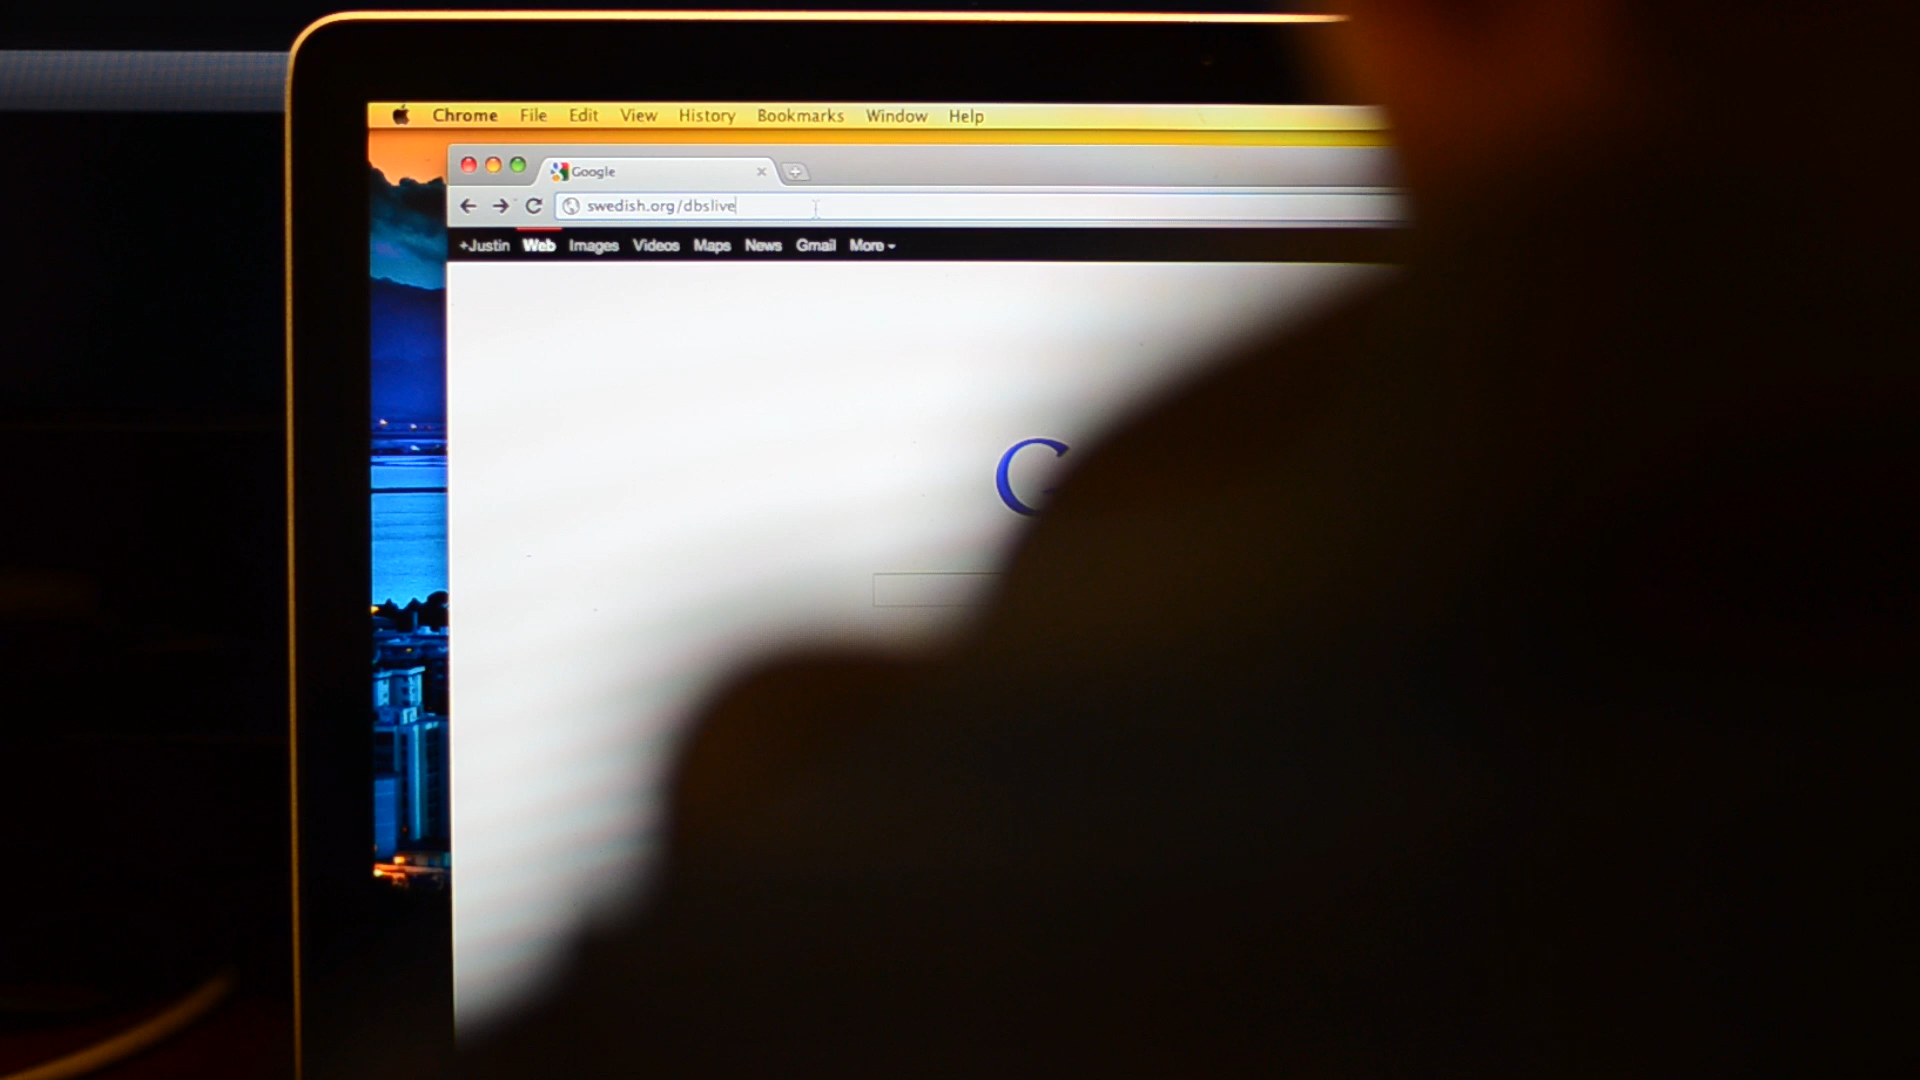 Chrome File Edit View History Bookmarks Window Help
Google
swedish.org/dbslive
+Justin Web Images Videos Maps News Gmail More
G